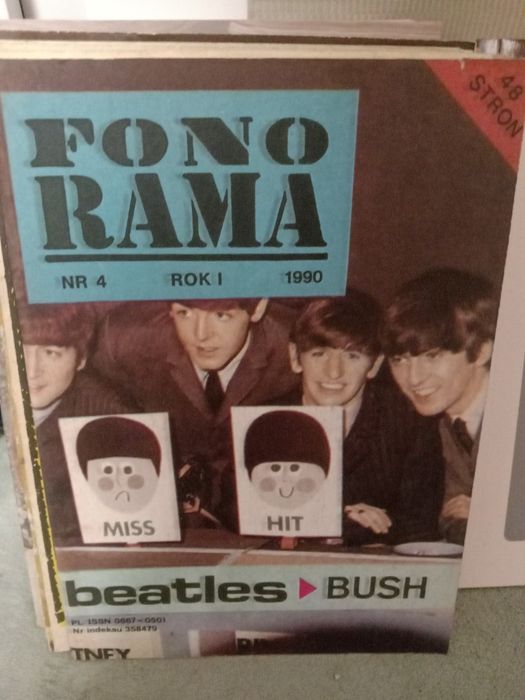 48
STRON
FONO
RAMA
NR 4 ROK I 1990
MISS
HIT
beatles ▶ BUSH
PL ISSN 0867-0501
Nr indeksu 358479
TNEY